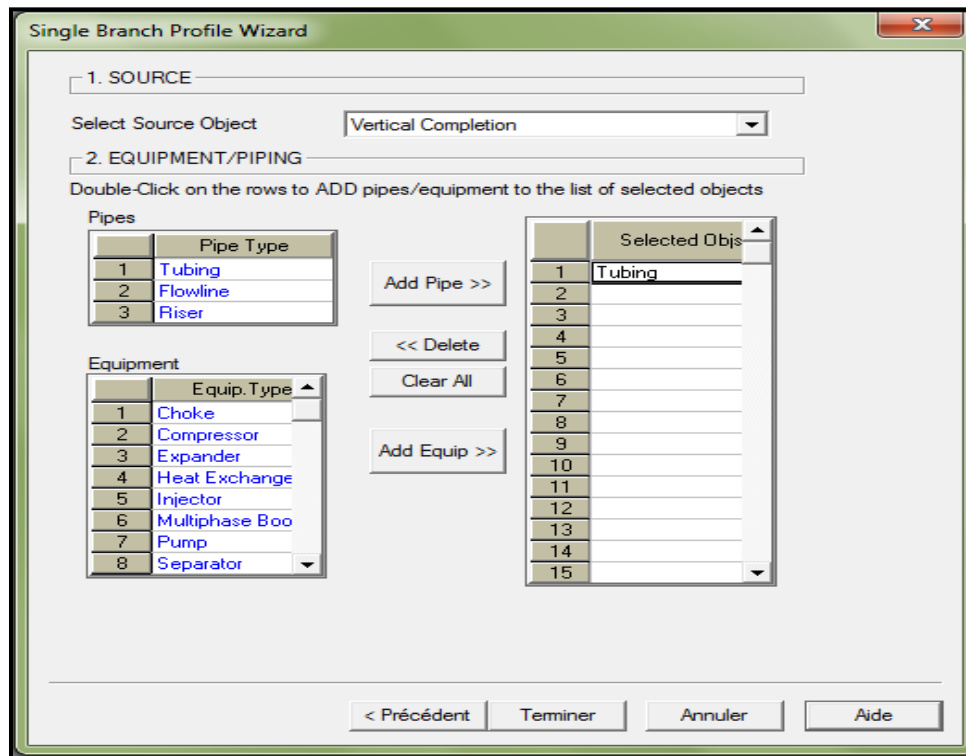 Single Branch Profile Wizard
1. SOURCE
Select Source Object
Vertical Completion
2. EQUIPMENT/PIPING
Double-Click on the rows to ADD pipes/equipment to the list of selected objects
Pipes
Pipe Type
1 Tubing
2 Flowline
3 Riser
Equipment
Equip.Type
1 Choke
2 Compressor
3 Expander
4 Heat Exchange
5 Injector
6 Multiphase Boo
7 Pump
8 Separator
Add Pipe >>
<< Delete
Clear All
Add Equip >>
Selected Objs
1 Tubing
2
3
4
5
6
7
8
9
10
11
12
13
14
15
< Précédent
Terminer
Annuler
Aide